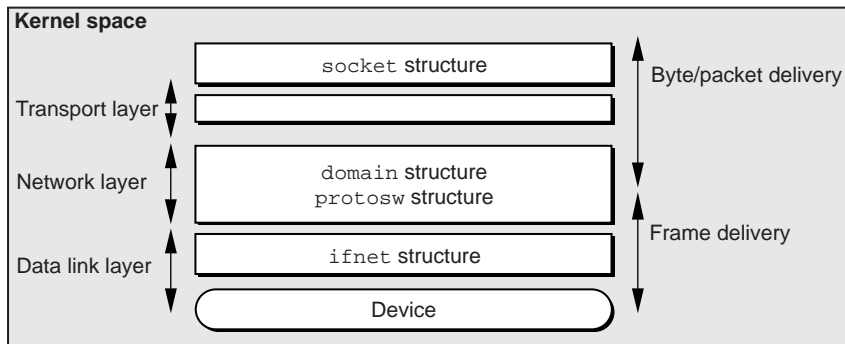 Kernel space
socket structure
Byte/packet delivery
Transport layer
domain structure
Network layer
protosw structure
Frame delivery
ifnet structure
Data link layer
Device